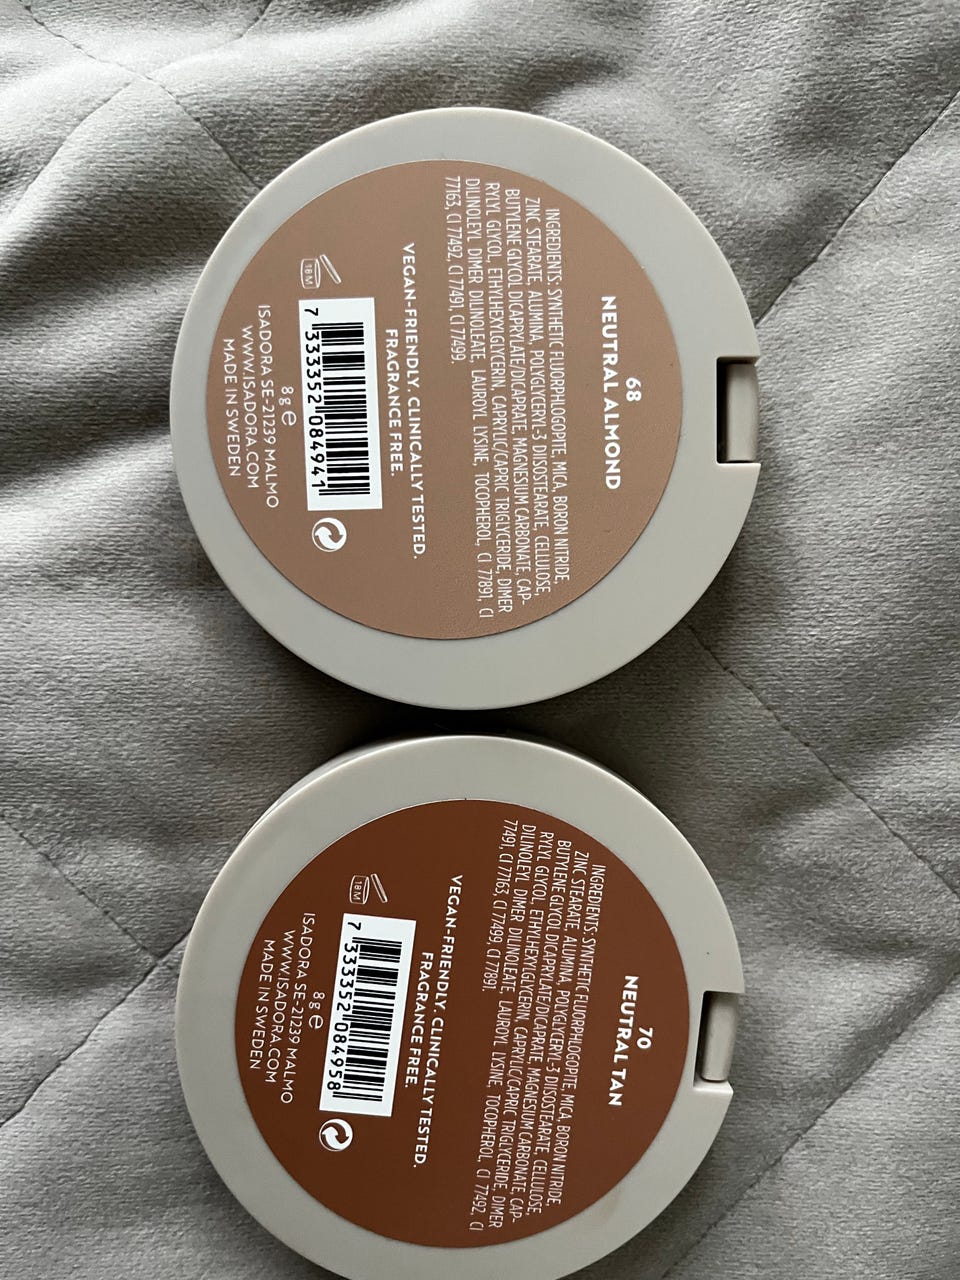 68
NEUTRAL ALMOND
INGREDIENTS: SYNTHETIC FLUORPHLOGOPITE, MICA, BORON NITRIDE,
ZINC STEARATE, ALUMINA, POLYGLYCERYL-3 DIISOSTEARATE, CELLULOSE,
BUTYLENE GLYCOL DICAPRYLATE/DICAPRATE, MAGNESIUM CARBONATE, CAP-
RYLYL GLYCOL, ETHYLHEXYLGLYCERIN, CAPRYLIC/CAPRIC TRIGLYCERIDE, DIMER
DILINOLEYL DIMER DILINOLEATE, LAUROYL LYSINE, TOCOPHEROL, CI 77891, CI
77163, CI 77492, CI 77491, CI 77499.
VEGAN-FRIENDLY. CLINICALLY TESTED.
FRAGRANCE FREE.
18M
7 333352 084941
8 g e
ISADORA SE-21239 MALMO
WWW.ISADORA.COM
MADE IN SWEDEN
70
NEUTRAL TAN
INGREDIENTS: SYNTHETIC FLUORPHLOGOPITE, MICA, BORON NITRIDE,
ZINC STEARATE, ALUMINA, POLYGLYCERYL-3 DIISOSTEARATE, CELLULOSE,
BUTYLENE GLYCOL DICAPRYLATE/DICAPRATE, MAGNESIUM CARBONATE, CAP-
RYLYL GLYCOL, ETHYLHEXYLGLYCERIN, CAPRYLIC/CAPRIC TRIGLYCERIDE, DIMER
DILINOLEYL DIMER DILINOLEATE, LAUROYL LYSINE, TOCOPHEROL, CI 77492, CI
77491, CI 77163, CI 77499, CI 77891.
VEGAN-FRIENDLY. CLINICALLY TESTED.
FRAGRANCE FREE.
18M
7 333352 084958
8 g e
ISADORA SE-21239 MALMO
WWW.ISADORA.COM
MADE IN SWEDEN